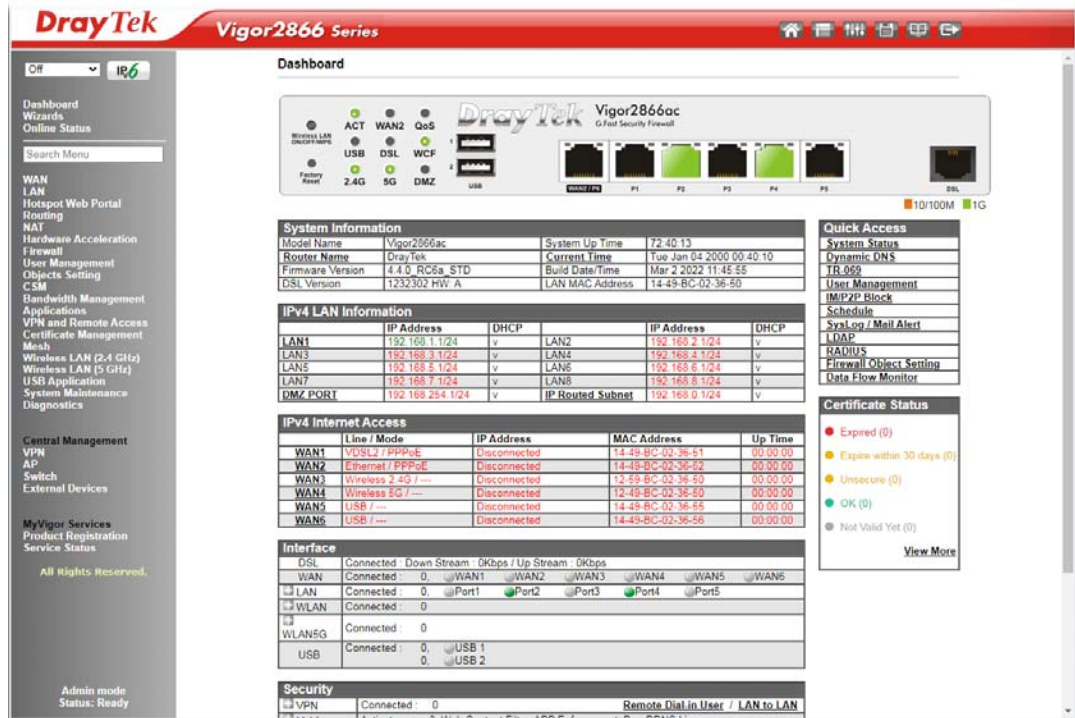 DrayTek
Vigor2866 Series
Off
IPv6
Dashboard
Wizards
Online Status
Search Menu
WAN
LAN
Hotspot Web Portal
Routing
NAT
Hardware Acceleration
Firewall
User Management
Objects Setting
CSM
Bandwidth Management
Applications
VPN and Remote Access
Certificate Management
Mesh
Wireless LAN (2.4 GHz)
Wireless LAN (5 GHz)
USB Application
System Maintenance
Diagnostics
Central Management
VPN
AP
Switch
External Devices
MyVigor Services
Product Registration
Service Status
All Rights Reserved.
Admin mode
Status: Ready
Dashboard
DrayTek Vigor2866ac
G.Fast Security Firewall
Wireless LAN
ON/OFF/WPS
ACT WAN2 QoS
USB DSL WCF
Factory
Reset
2.4G 5G DMZ
1
2
USB
WAN2 / P6 P1 P2 P3 P4 P5 DSL
10/100M 1G
System Information
Model Name Vigor2866ac System Up Time 72:40:13
Router Name DrayTek Current Time Tue Jan 04 2000 00:40:10
Firmware Version 4.4.0_RC6a_STD Build Date/Time Mar 2 2022 11:45:55
DSL Version 1232302 HW: A LAN MAC Address 14-49-BC-02-36-50
IPv4 LAN Information
IP Address DHCP IP Address DHCP
LAN1 192.168.1.1/24 v LAN2 192.168.2.1/24 v
LAN3 192.168.3.1/24 v LAN4 192.168.4.1/24 v
LAN5 192.168.5.1/24 v LAN6 192.168.6.1/24 v
LAN7 192.168.7.1/24 v LAN8 192.168.8.1/24 v
DMZ PORT 192.168.254.1/24 v IP Routed Subnet 192.168.0.1/24 v
IPv4 Internet Access
Line / Mode IP Address MAC Address Up Time
WAN1 VDSL2 / PPPoE Disconnected 14-49-BC-02-36-51 00:00:00
WAN2 Ethernet / PPPoE Disconnected 14-49-BC-02-36-52 00:00:00
WAN3 Wireless 2.4G / --- Disconnected 12-59-BC-02-36-50 00:00:00
WAN4 Wireless 5G / --- Disconnected 12-49-BC-02-36-50 00:00:00
WAN5 USB / --- Disconnected 14-49-BC-02-36-55 00:00:00
WAN6 USB / --- Disconnected 14-49-BC-02-36-56 00:00:00
Interface
DSL Connected : Down Stream : 0Kbps / Up Stream : 0Kbps
WAN Connected : 0, WAN1 WAN2 WAN3 WAN4 WAN5 WAN6
LAN Connected : 0, Port1 Port2 Port3 Port4 Port5
WLAN Connected : 0
WLAN5G Connected : 0
USB Connected : 0, USB 1
0, USB 2
Security
VPN Connected : 0 Remote Dial-in User / LAN to LAN
Quick Access
System Status
Dynamic DNS
TR-069
User Management
IM/P2P Block
Schedule
SysLog / Mail Alert
LDAP
RADIUS
Firewall Object Setting
Data Flow Monitor
Certificate Status
Expired (0)
Expire within 30 days (0)
Unsecure (0)
OK (0)
Not Valid Yet (0)
View More